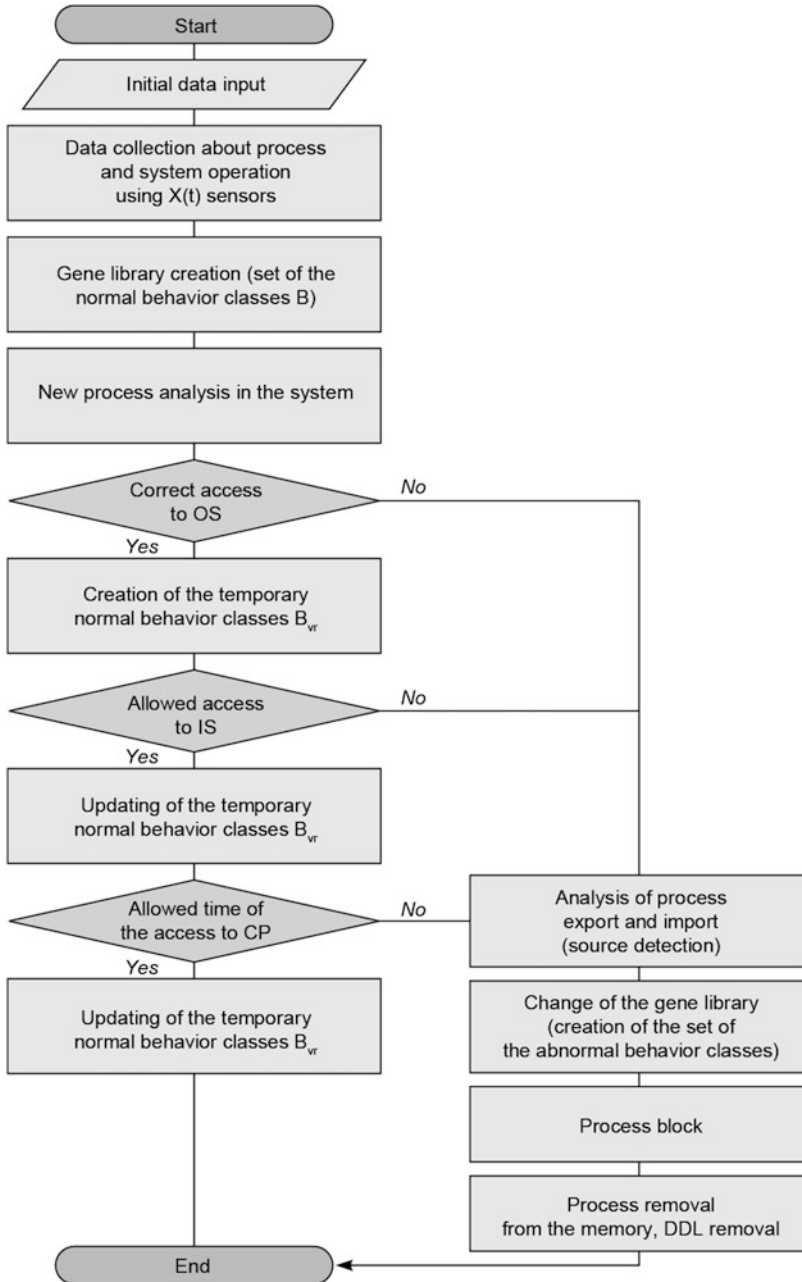 Start
Initial data input
Data collection about process
and system operation
using X(t) sensors
Gene library creation (set of the
normal behavior classes B)
New process analysis in the system
Correct access
to OS
No
Yes
Creation of the temporary
normal behavior classes Bvr
Allowed access
to IS
No
Yes
Updating of the temporary
normal behavior classes Bvr
Allowed time of
the access to CP
No
Yes
Updating of the temporary
normal behavior classes Bvr
Analysis of process
export and import
(source detection)
Change of the gene library
(creation of the set of
the abnormal behavior classes)
Process block
Process removal
from the memory, DDL removal
End